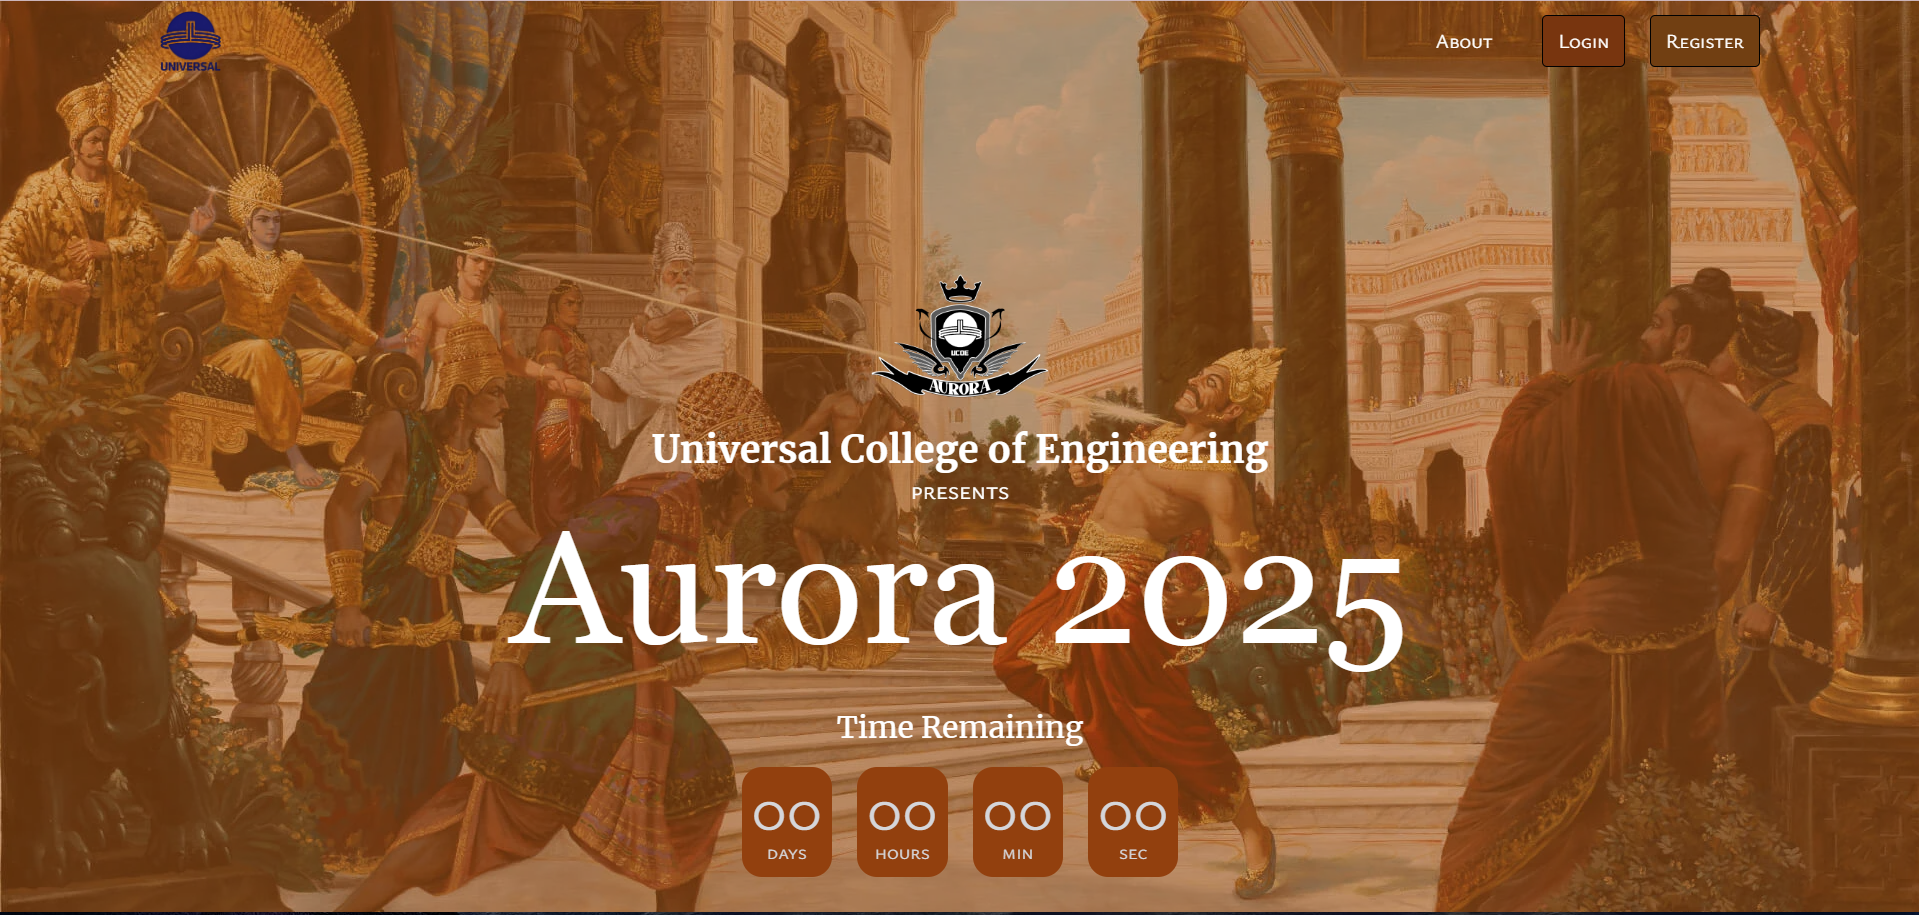 UNIVERSAL
About
Login
Register
UCOE
AURORA
Universal College of Engineering
PRESENTS
Aurora 2025
Time Remaining
00 00 00 00
DAYS HOURS MIN SEC